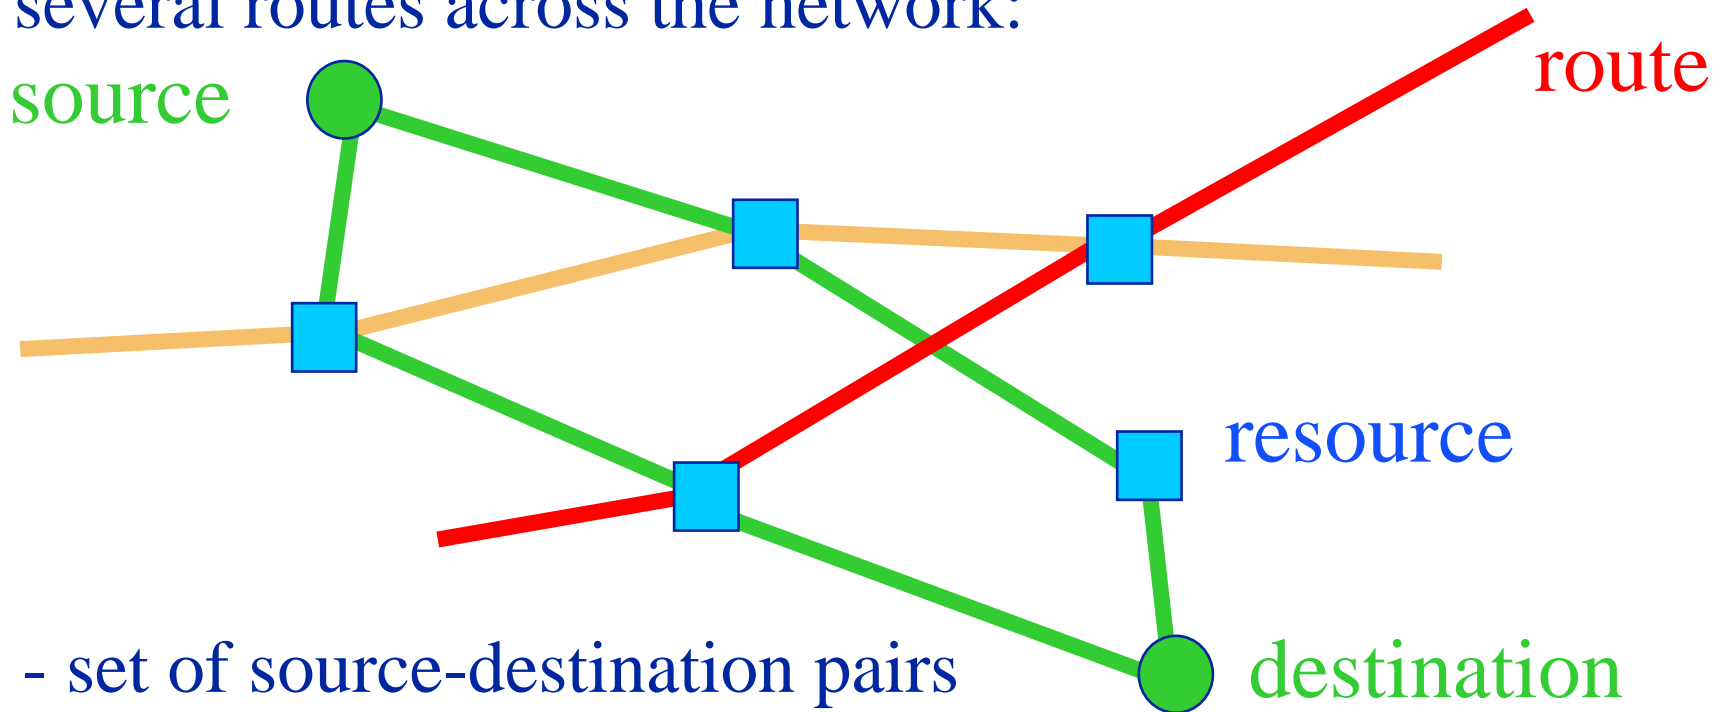 several routes across the network:
route
source
resource
- set of source-destination pairs
destination